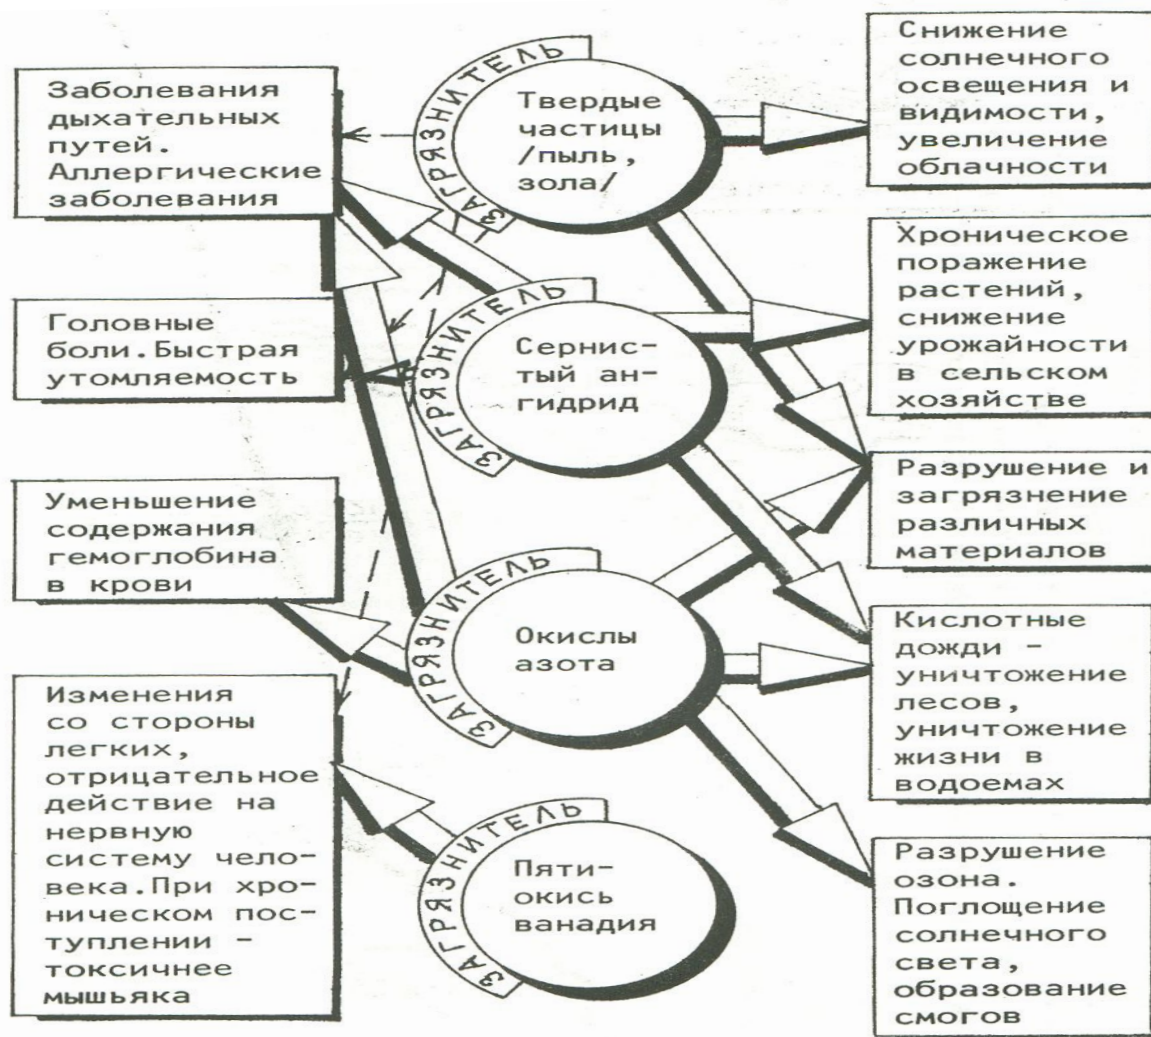 Заболевания
дыхательных
путей.
Аллергические
заболевания
Головные
боли.Быстрая
утомляемость
Уменьшение
содержания
гемоглобина
в крови
Изменения
со стороны
легких,
отрицательное
действие на
нервную
систему чело-
века.При хро-
ническом пос-
туплении -
токсичнее
мышьяка
ЗАГРЯЗНИТЕЛЬ
Твердые
частицы
/пыль,
зола/
ЗАГРЯЗНИТЕЛЬ
Сернис-
тый ан-
гидрид
ЗАГРЯЗНИТЕЛЬ
Окислы
азота
ЗАГРЯЗНИТЕЛЬ
Пяти-
окись
ванадия
Снижение
солнечного
освещения и
видимости,
увеличение
облачности
Хроническое
поражение
растений,
снижение
урожайности
в сельском
хозяйстве
Разрушение и
загрязнение
различных
материалов
Кислотные
дожди -
уничтожение
лесов,
уничтожение
жизни в
водоемах
Разрушение
озона.
Поглощение
солнечного
света,
образование
смогов